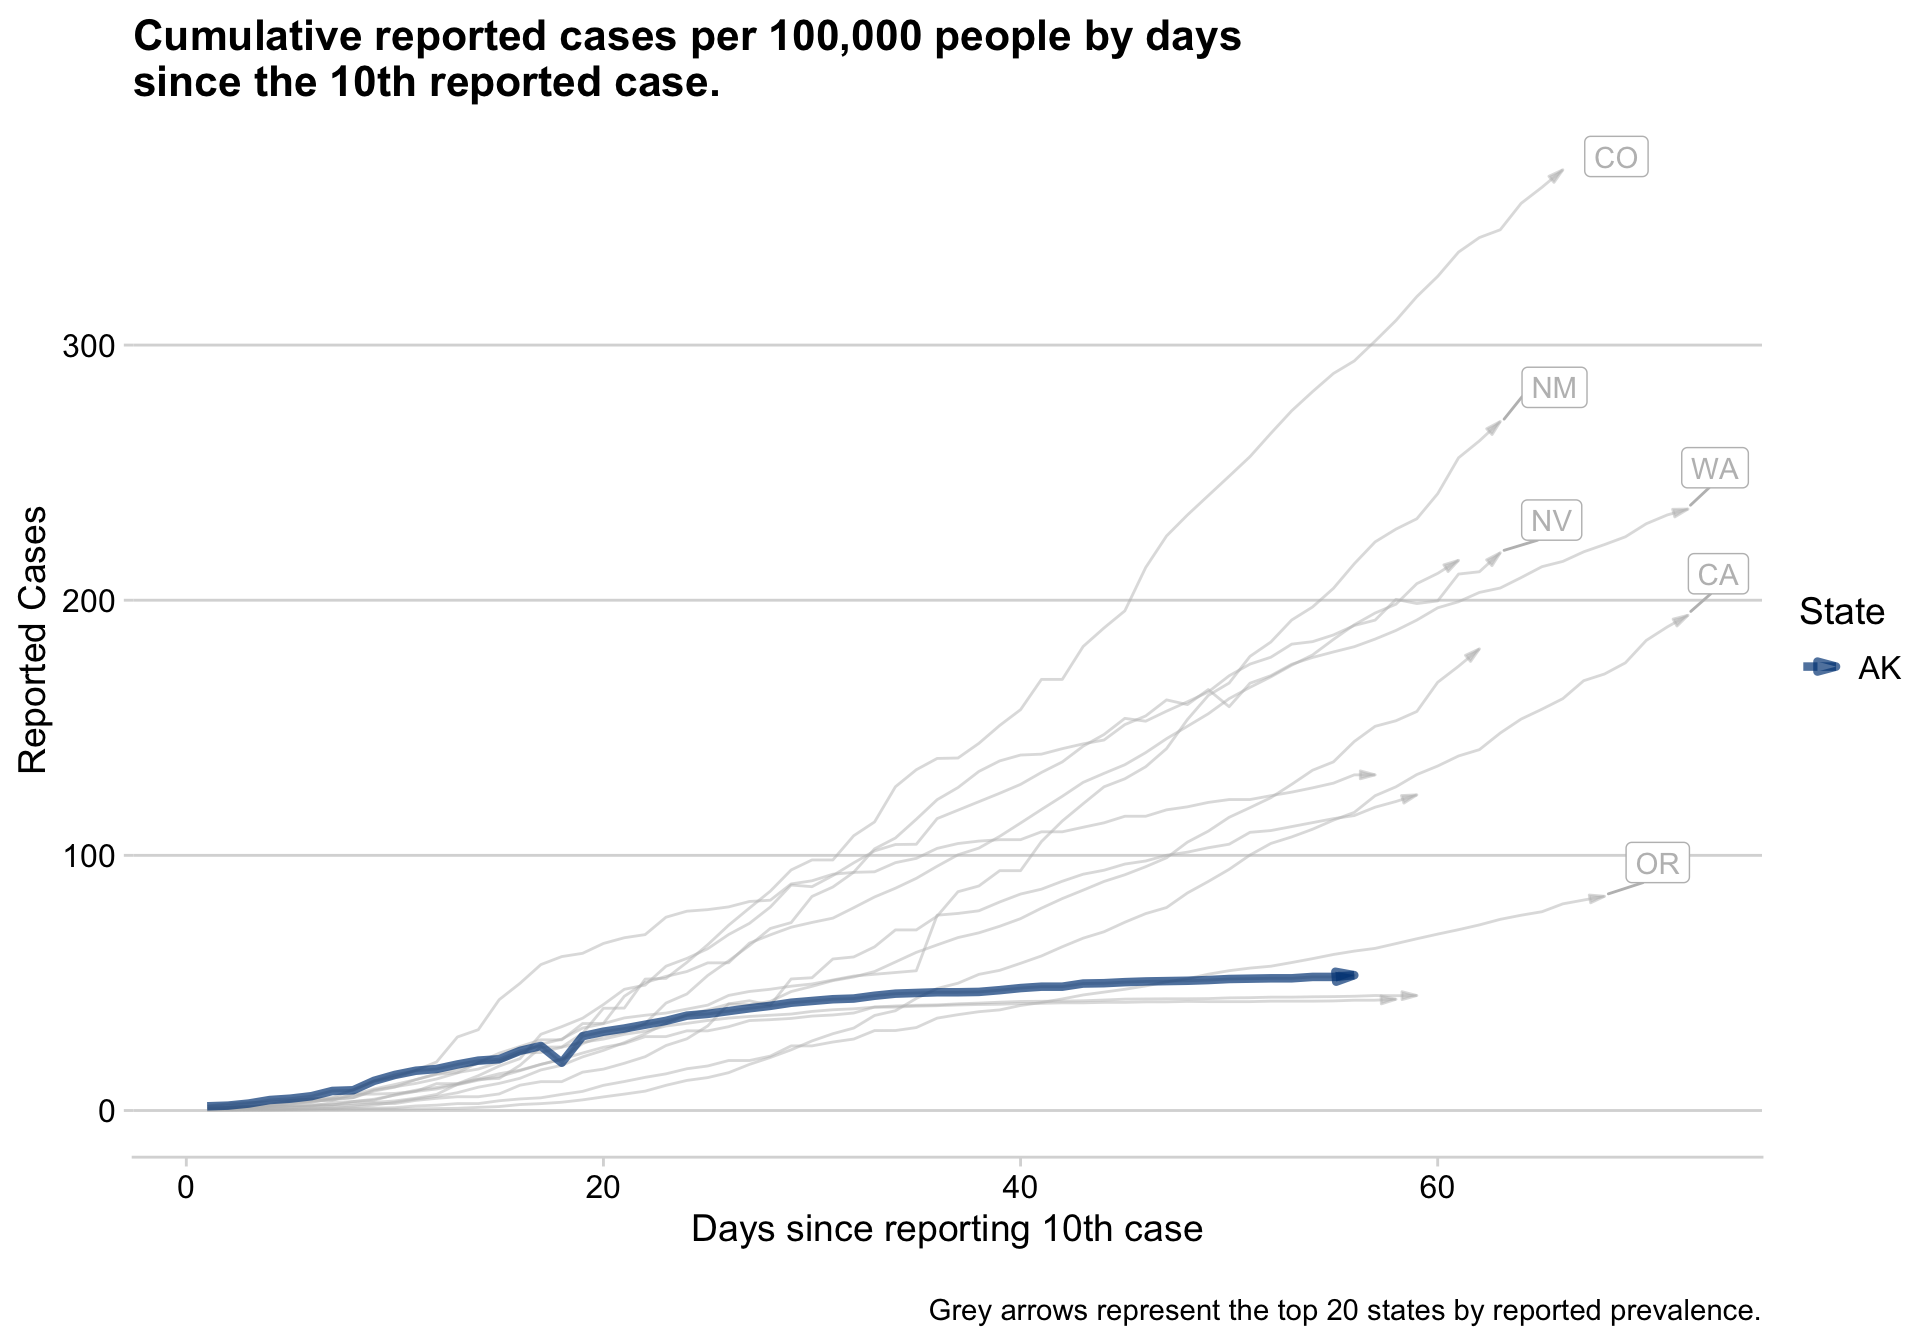 Cumulative reported cases per 100,000 people by days
since the 10th reported case.
CO
300
NM
WA
NV
CA
200
Reported Cases
State
AK
100
OR
0
0 20 40 60
Days since reporting 10th case
Grey arrows represent the top 20 states by reported prevalence.